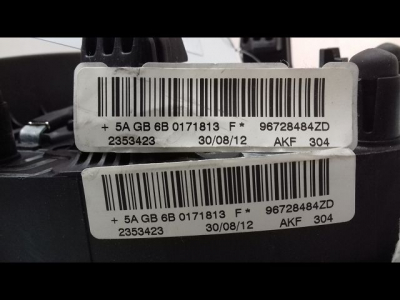 + 5A GB 6B 0171813 F* 96728484ZD
2353423 30/08/12 AKF 304
+ 5A GB 6B 0171813 F* 96728484ZD
2353423 30/08/12 AKF 304